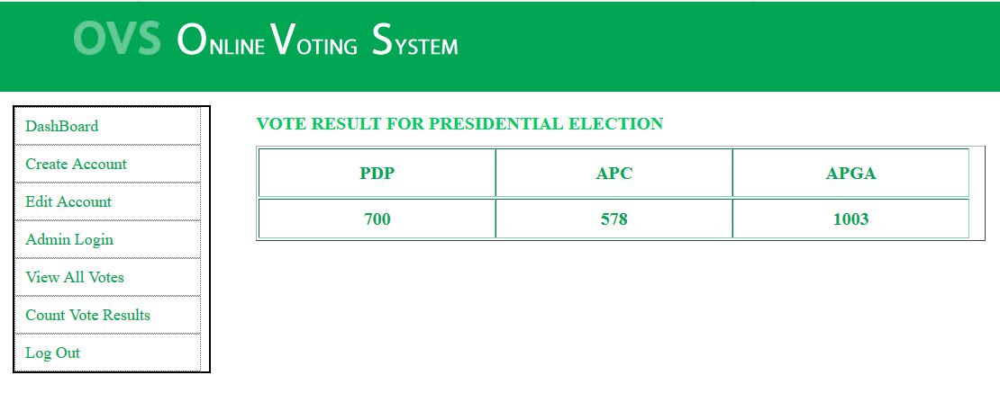 OVS ONLINE VOTING SYSTEM
DashBoard
Create Account
Edit Account
Admin Login
View All Votes
Count Vote Results
Log Out
VOTE RESULT FOR PRESIDENTIAL ELECTION
PDP APC APGA
700 578 1003